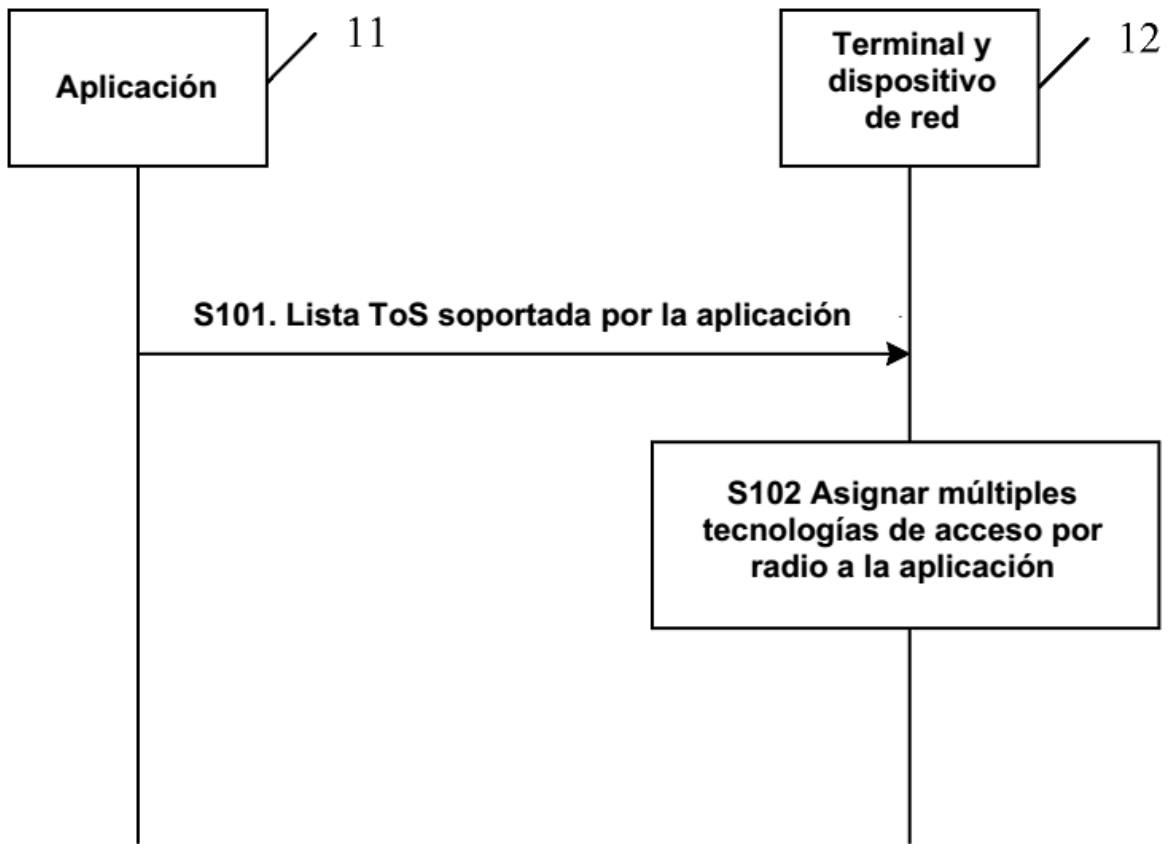 Aplicación
11
Terminal y
dispositivo
de red
12
S101. Lista ToS soportada por la aplicación
S102 Asignar múltiples
tecnologías de acceso por
radio a la aplicación